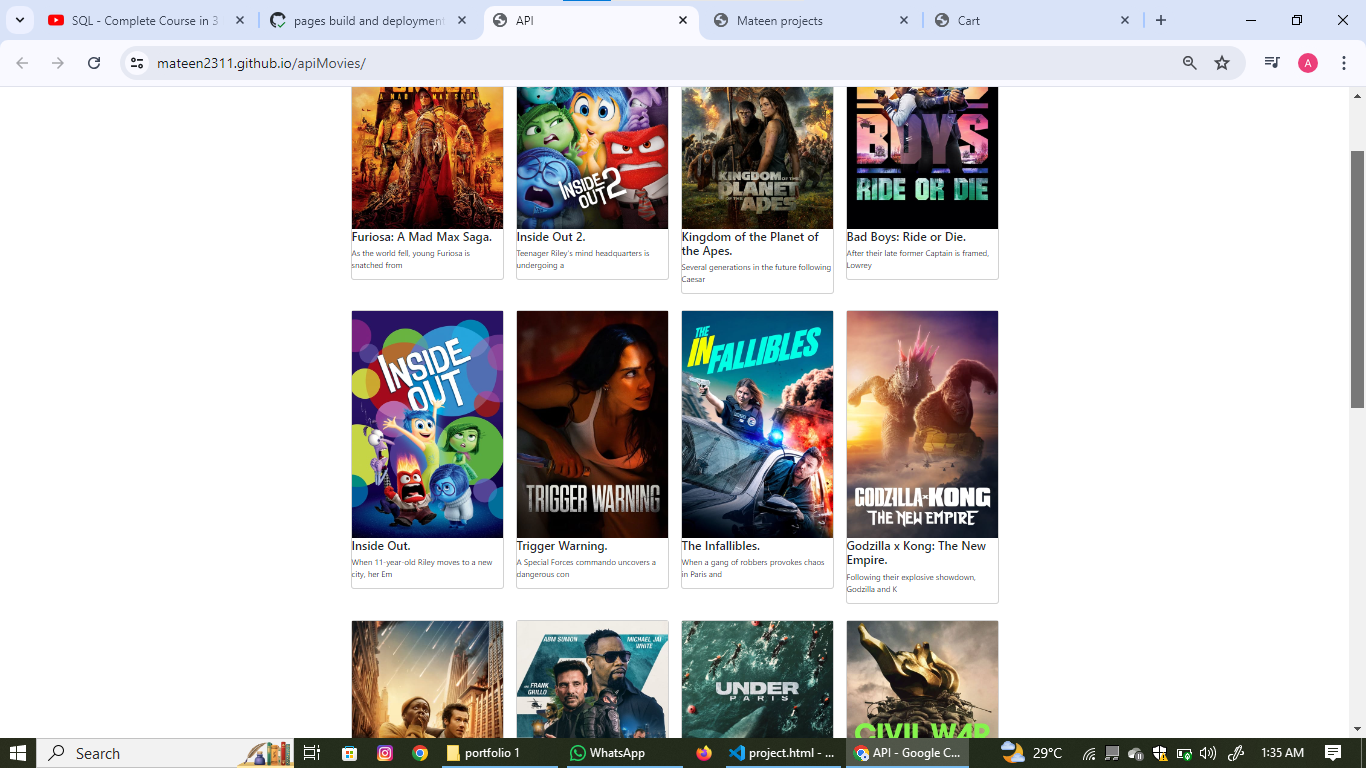 SQL - Complete Course in 3
pages build and deployment
API
Mateen projects
Cart
mateen2311.github.io/apiMovies/
A
A MAD MAX SAGA
INSIDE OUT 2
KINGDOM OF THE
PLANET
OF THE APES
BOYS
RIDE OR DIE
Furiosa: A Mad Max Saga.
As the world fell, young Furiosa is
snatched from
Inside Out 2.
Teenager Riley's mind headquarters is
undergoing a
Kingdom of the Planet of
the Apes.
Several generations in the future following
Caesar
Bad Boys: Ride or Die.
After their late former Captain is framed,
Lowrey
INSIDE
OUT
TRIGGER WARNING
THE
INFALLIBLES
GODZILLA x KONG
THE NEW EMPIRE
Inside Out.
When 11-year-old Riley moves to a new
city, her Em
Trigger Warning.
A Special Forces commando uncovers a
dangerous con
The Infallibles.
When a gang of robbers provokes chaos
in Paris and
Godzilla x Kong: The New
Empire.
Following their explosive showdown,
Godzilla and K
MICHAEL JAI
WHITE
FRANK
GRILLO
UNDER
PARIS
CIVIL WAR
Search
portfolio 1
WhatsApp
project.html - ...
API - Google C...
29°C
1:35 AM